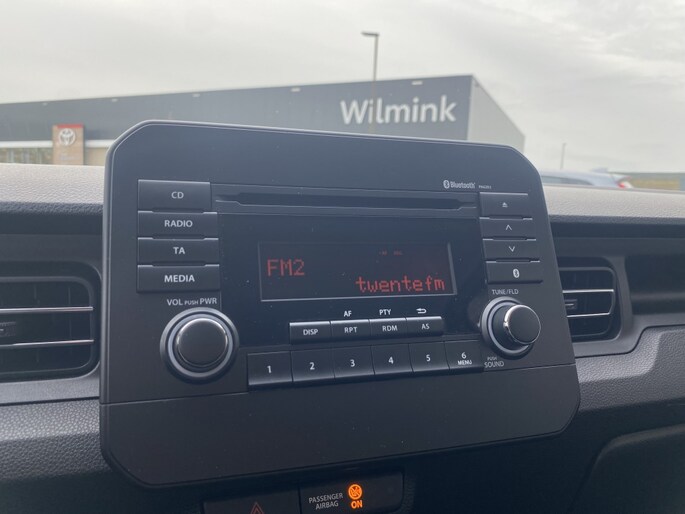 Wilmink
TOYOTA
CD
Bluetooth
RADIO
TA
MEDIA
FM2
twentefm
VOL PUSH PWR
TUNE/FLD
AF
PTY
DISP
RPT
RDM
AS
1
2
3
4
5
6
MENU
PUSH
SOUND
PASSENGER
AIRBAG
ON